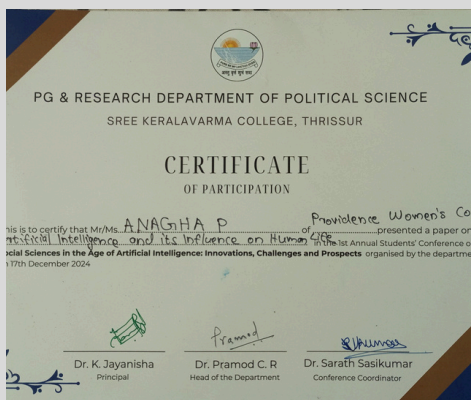 PG & RESEARCH DEPARTMENT OF POLITICAL SCIENCE
SREE KERALAVARMA COLLEGE, THRISSUR
CERTIFICATE
OF PARTICIPATION
his is to certify that Mr/Ms. ANAGHA P of Providence Women's Co
rtificial Intelligence and its Influence on Human Life presented a paper on
in the 1st Annual Students' Conference o
ocial Sciences in the Age of Artificial Intelligence: Innovations, Challenges and Prospects organised by the departme
n 17th December 2024
Pramod
Dr. K. Jayanisha Dr. Pramod C. R Dr. Sarath Sasikumar
Principal Head of the Department Conference Coordinator